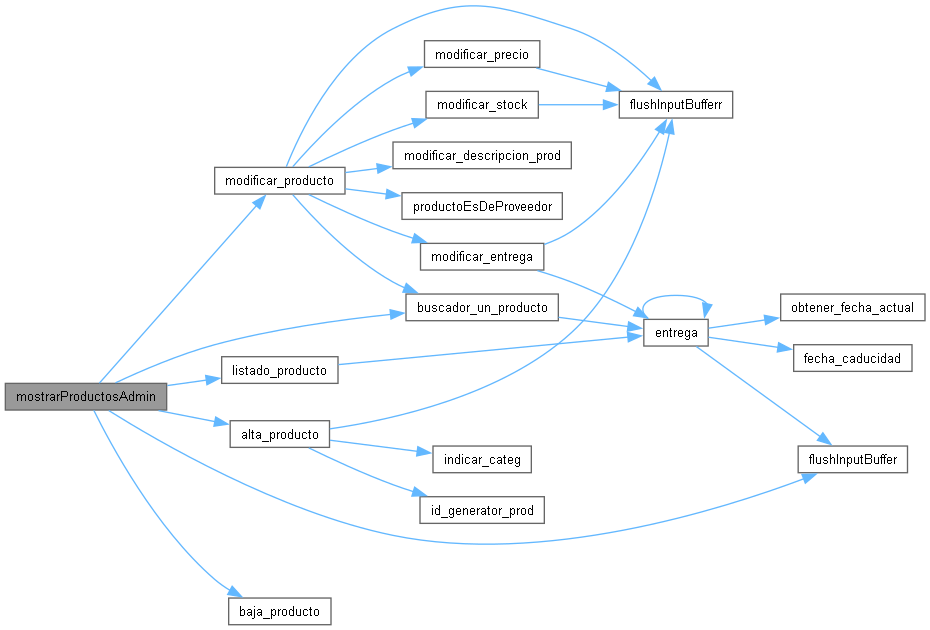 modificar_precio
modificar_stock
flushInputBufferr
modificar_descripcion_prod
modificar_producto
productoEsDeProveedor
modificar_entrega
buscador_un_producto
obtener_fecha_actual
entrega
fecha_caducidad
listado_producto
mostrarProductosAdmin
alta_producto
indicar_categ
flushInputBuffer
id_generator_prod
baja_producto